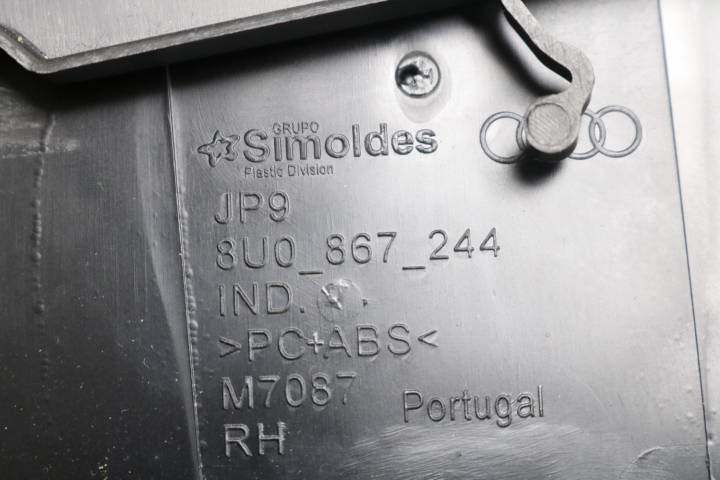 GRUPO
Simoldes
Plastic Division
JP9
8U0_867_244
IND.
>PC+ABS<
M7087
Portugal
RH